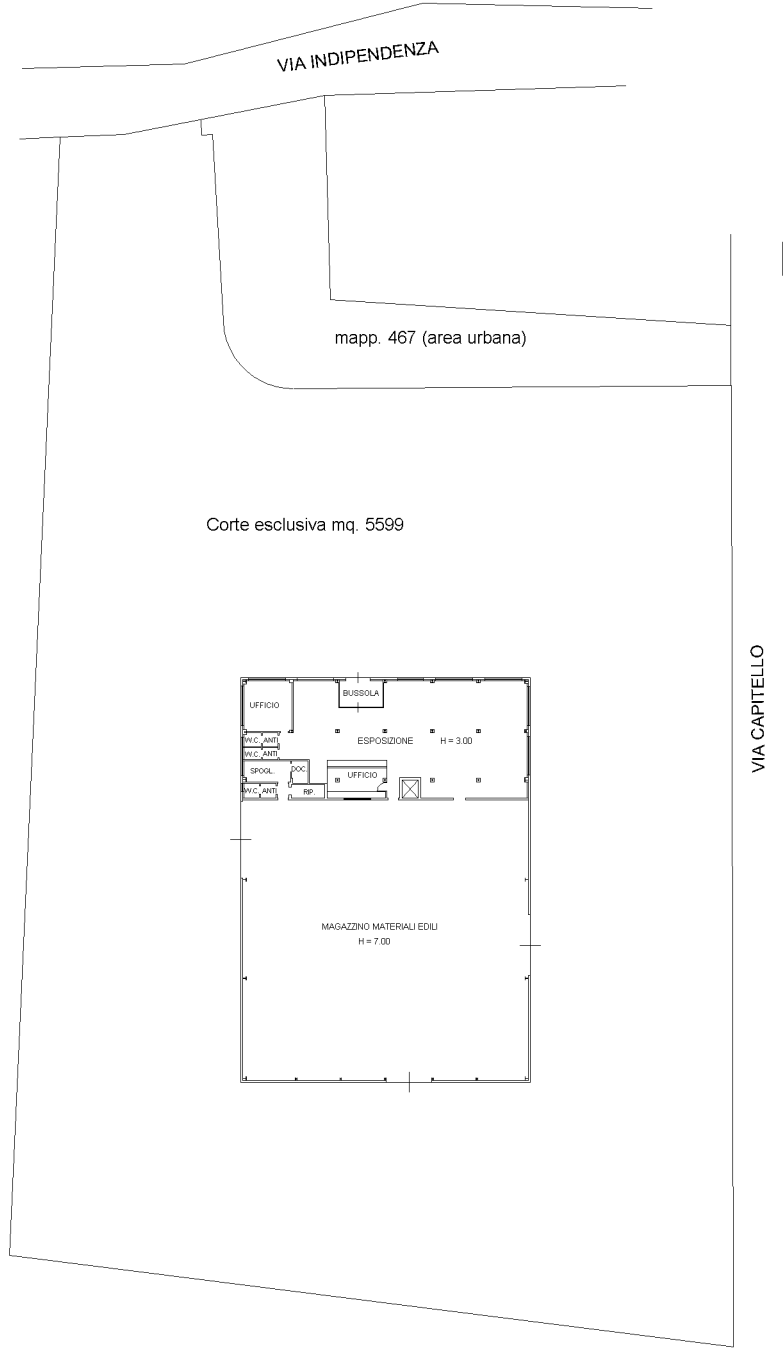 VIA INDIPENDENZA
mapp. 467 (area urbana)
Corte esclusiva mq. 5599
VIA CAPITELLO
BUSSOLA
UFFICIO
W.C. ANTI
ESPOSIZIONE H = 3.00
W.C. ANTI
SPOGL. DOC.
UFFICIO
W.C. ANTI
RIP.
MAGAZZINO MATERIALI EDILI
H = 7.00